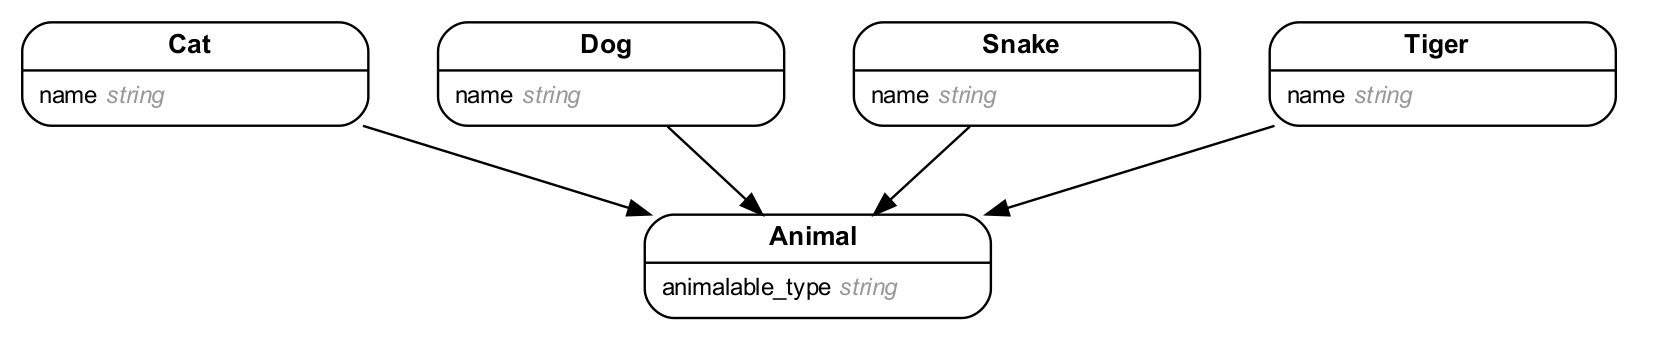 Cat
name string
Dog
name string
Snake
name string
Tiger
name string
Animal
animalable_type string